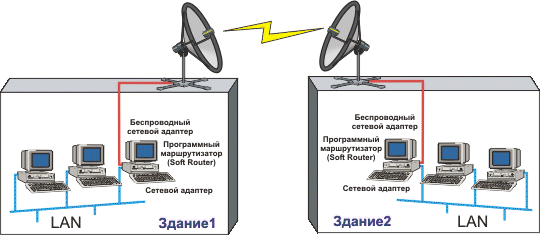 Беспроводный
сетевой адаптер
Программный
маршрутизатор
(Soft Router)
Сетевой адаптер
LAN
Здание1
Беспроводный
сетевой адаптер
Программный
маршрутизатор
(Soft Router)
Сетевой адаптер
Здание2
LAN